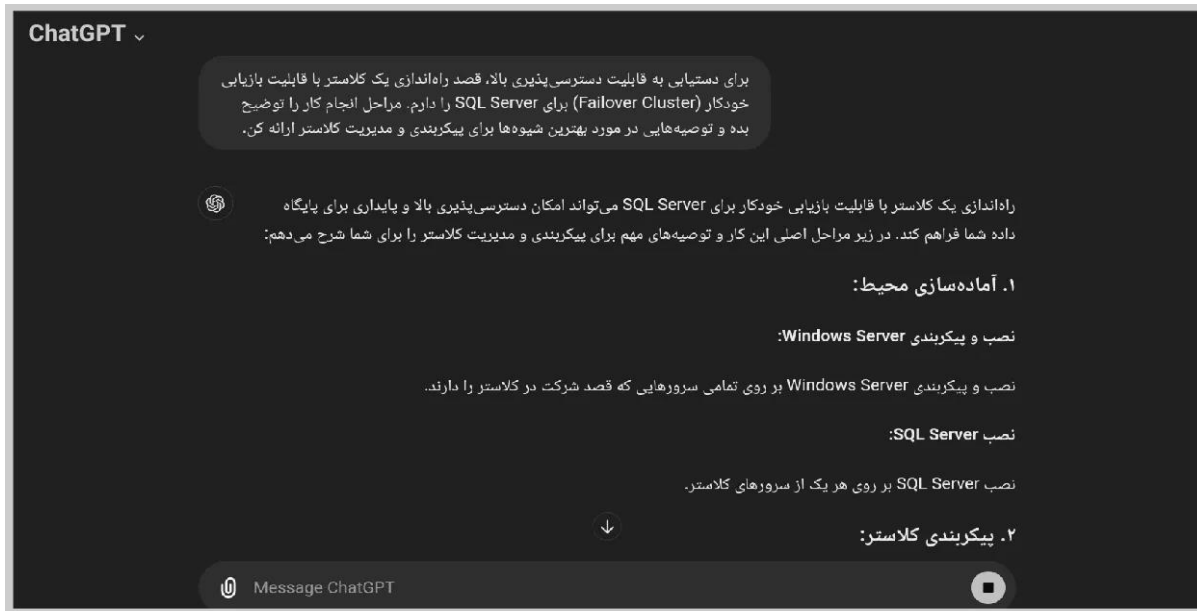 ChatGPT
برای دستیابی به قابلیت دسترسی‌پذیری بالا، قصد راه‌اندازی یک کلاستر با قابلیت بازیابی
خودکار (Failover Cluster) برای SQL Server را دارم. مراحل انجام کار را توضیح
بده و توصیه‌هایی در مورد بهترین شیوه‌ها برای پیکربندی و مدیریت کلاستر ارائه کن.
راه‌اندازی یک کلاستر با قابلیت بازیابی خودکار برای SQL Server می‌تواند امکان دسترسی‌پذیری بالا و پایداری برای پایگاه
داده شما فراهم کند. در زیر مراحل اصلی این کار و توصیه‌های مهم برای پیکربندی و مدیریت کلاستر را برای شما شرح می‌دهم:
۱. آماده‌سازی محیط:
نصب و پیکربندی Windows Server:
نصب و پیکربندی Windows Server بر روی تمامی سرورهایی که قصد شرکت در کلاستر را دارند.
نصب SQL Server:
نصب SQL Server بر روی هر یک از سرورهای کلاستر.
۲. پیکربندی کلاستر:
Message ChatGPT